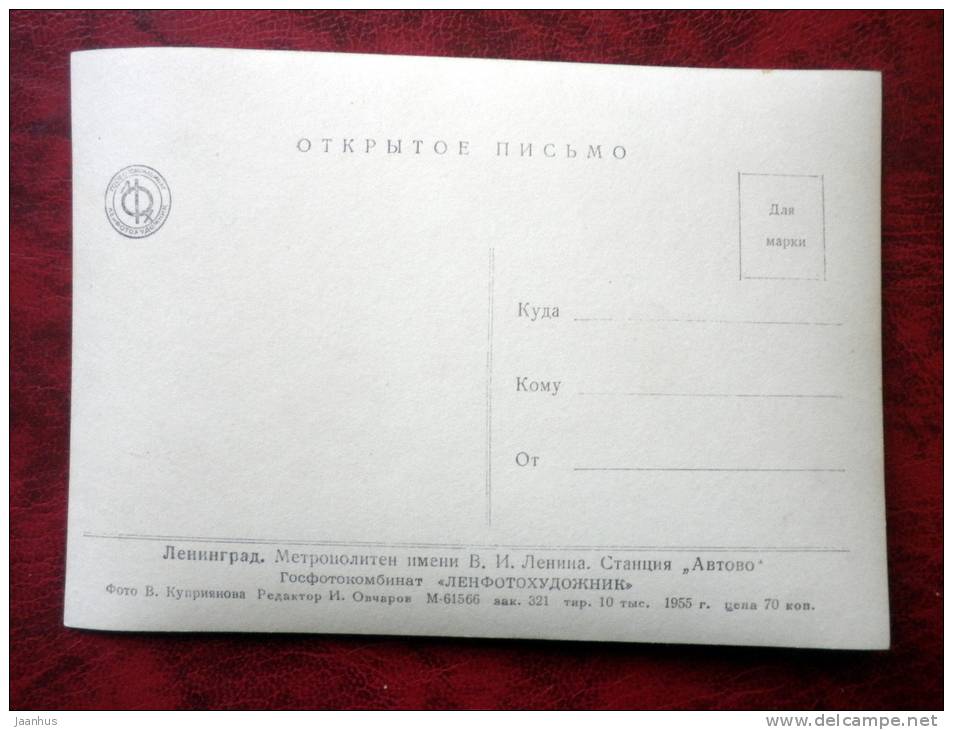 ОТКРЫТОЕ ПИСЬМО
ЛЕНФОТОХУДОЖНИК
Для
марки
Куда
Кому
От
Ленинград. Метрополитен имени В. И. Ленина. Станция „Автово“
Госфотокомбинат «ЛЕНФОТОХУДОЖНИК»
Фото В. Куприянова Редактор И. Овчаров М-61566 зак. 321 тир. 10 тыс. 1955 г. цена 70 коп.
jaanhus
www.delcampe.net